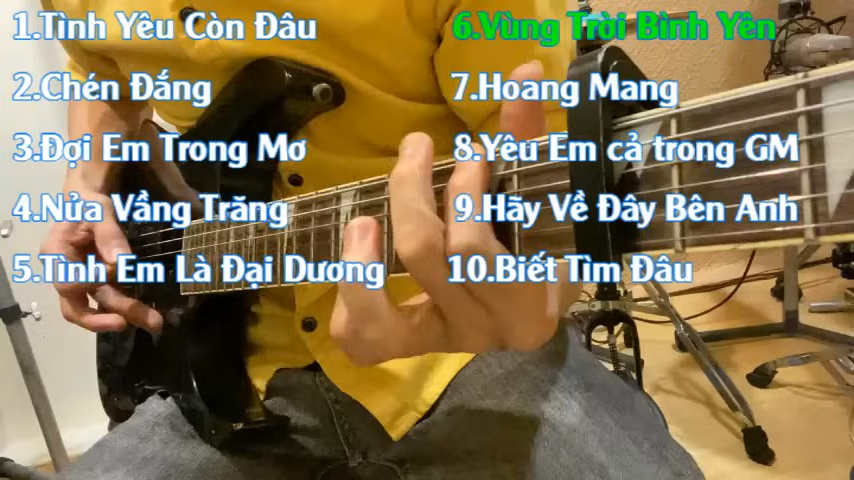 1.Tình Yêu Còn Đâu
2.Chén Đắng
3.Đợi Em Trong Mơ
4.Nửa Vầng Trăng
5.Tình Em Là Đại Dương
6.Vùng Trời Bình Yên
7.Hoang Mang
8.Yêu Em cả trong GM
9.Hãy Về Đây Bên Anh
10.Biết Tìm Đâu